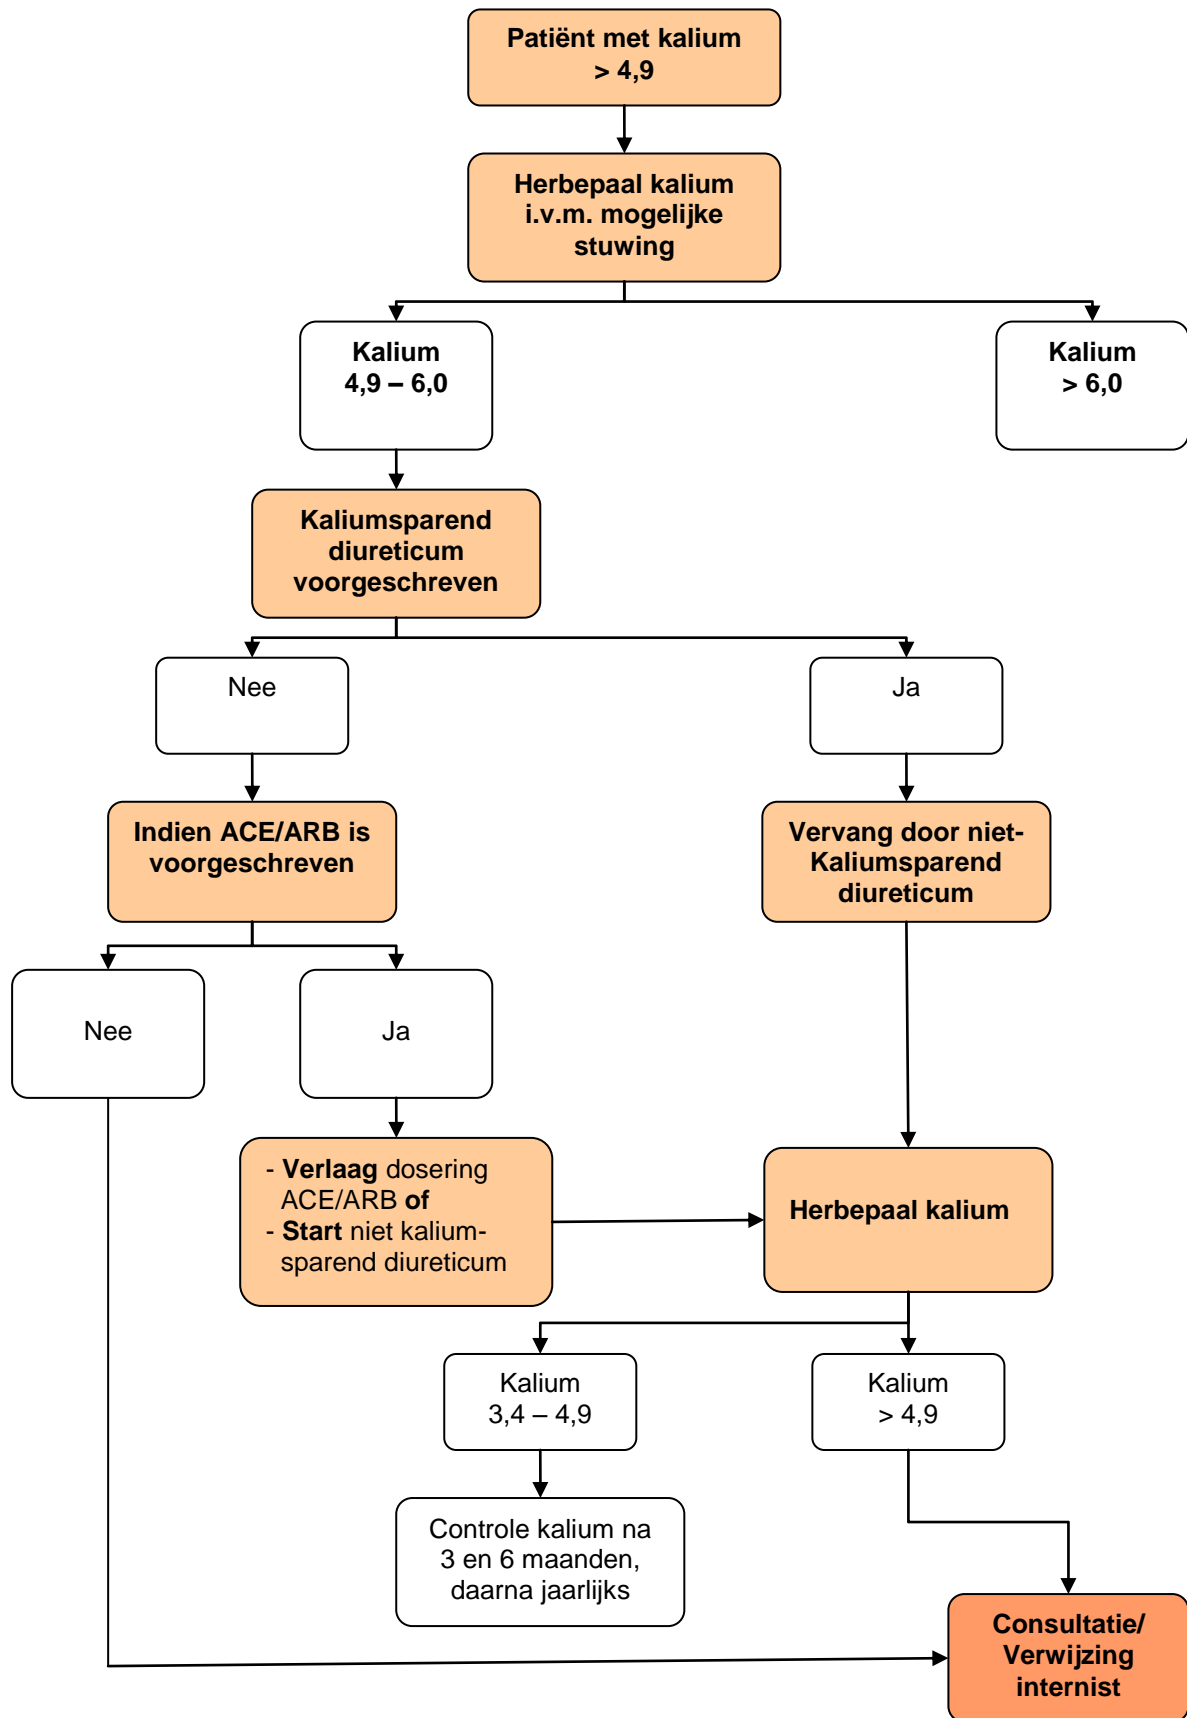 Patiënt met kalium
> 4,9
Herbepaal kalium
i.v.m. mogelijke
stuwing
Kalium
4,9 – 6,0
Kalium
> 6,0
Kaliumsparend
diureticum
voorgeschreven
Nee
Ja
Indien ACE/ARB is
voorgeschreven
Vervang door niet-
Kaliumsparend
diureticum
Nee
Ja
- Verlaag dosering
ACE/ARB of
- Start niet kalium-
sparend diureticum
Herbepaal kalium
Kalium
3,4 – 4,9
Kalium
> 4,9
Controle kalium na
3 en 6 maanden,
daarna jaarlijks
Consultatie/
Verwijzing
internist